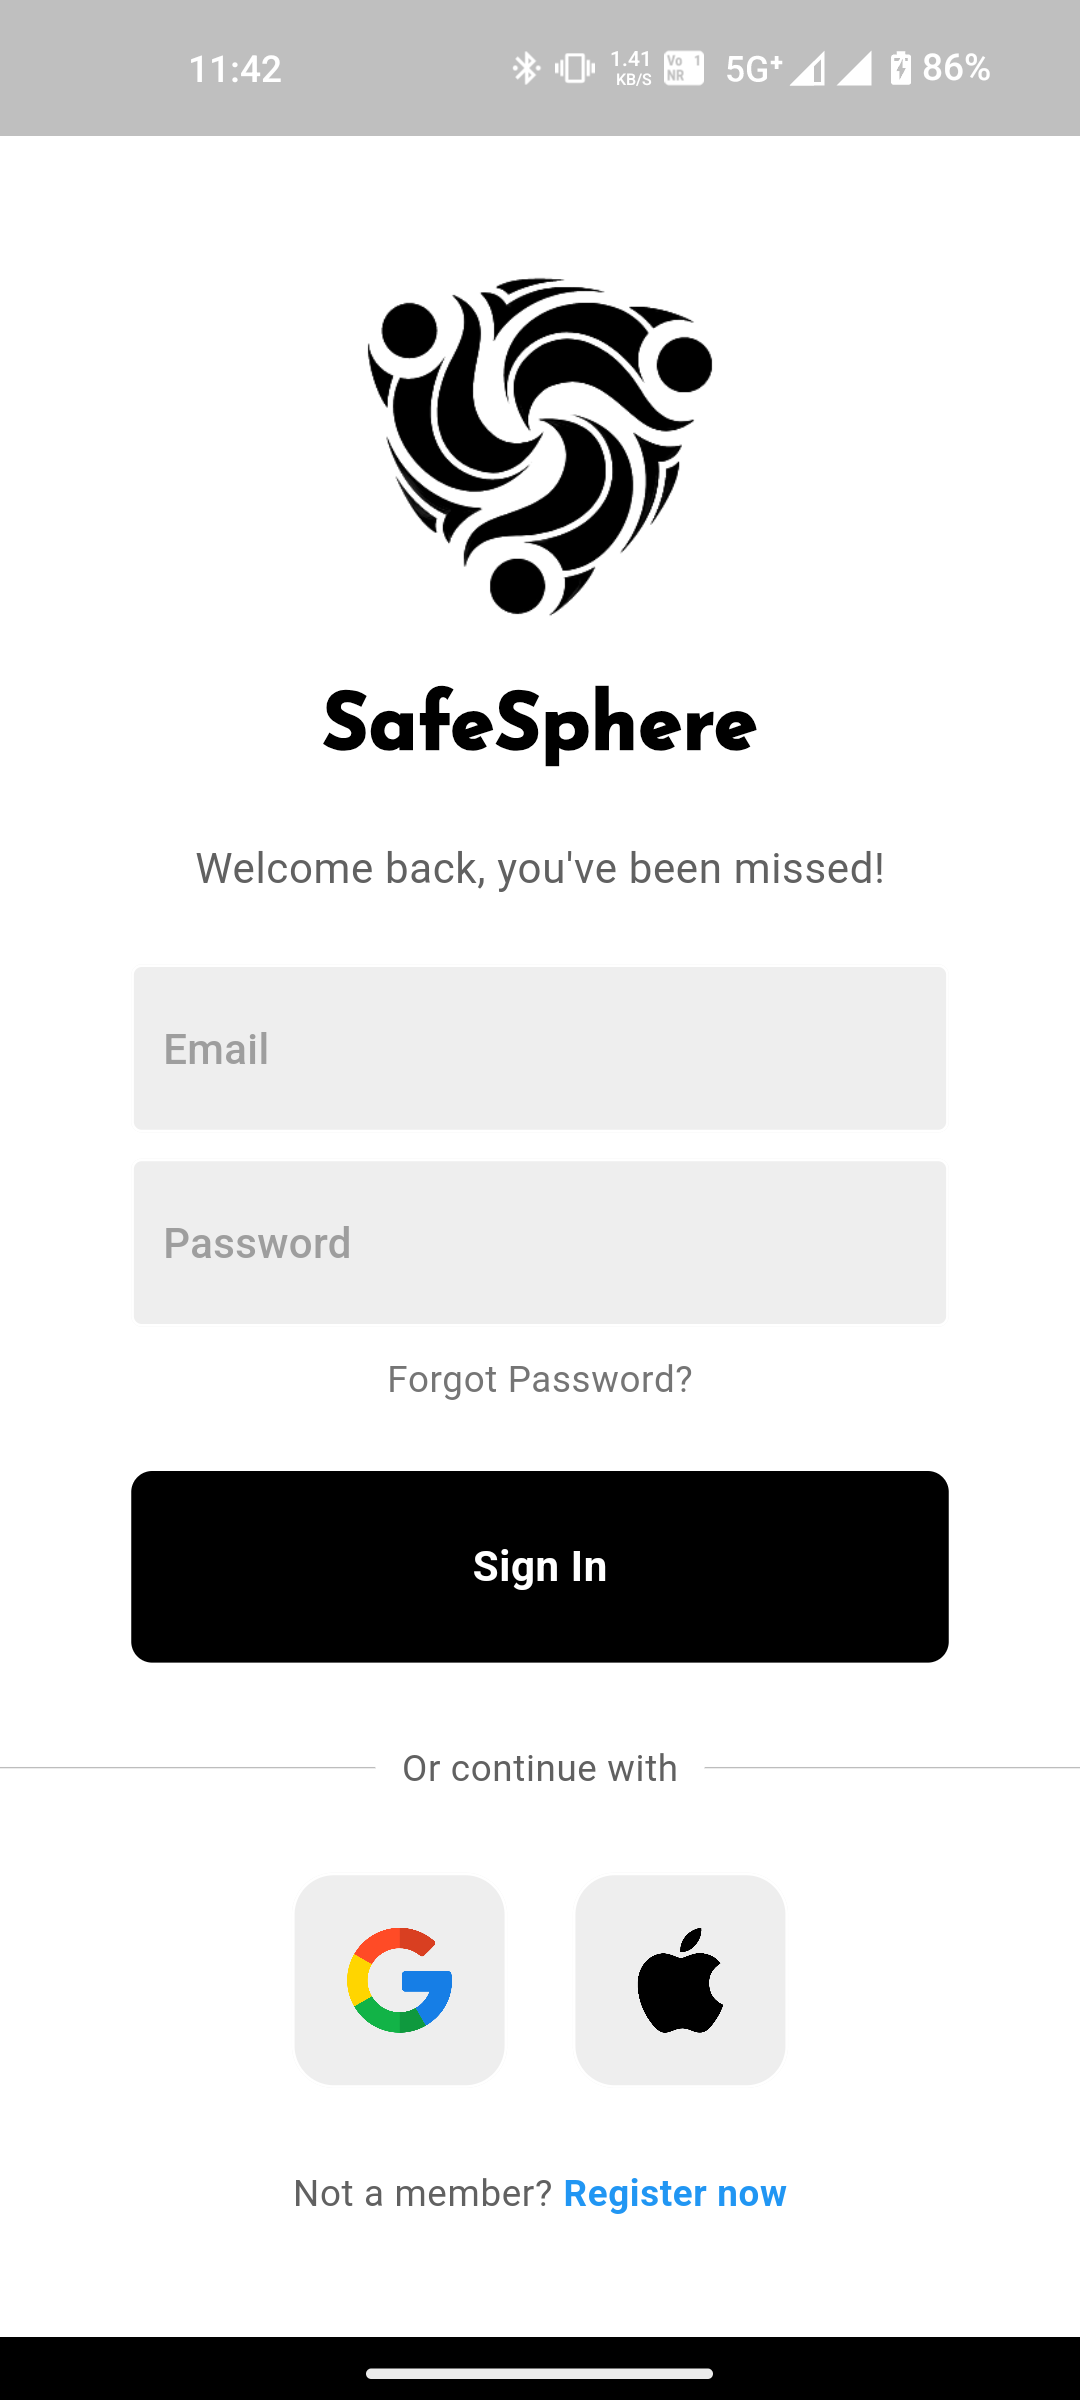 11:42
1.41
KB/S
Vo 1
NR
5G+
86%
SafeSphere
Welcome back, you've been missed!
Email
Password
Forgot Password?
Sign In
Or continue with
Not a member? Register now